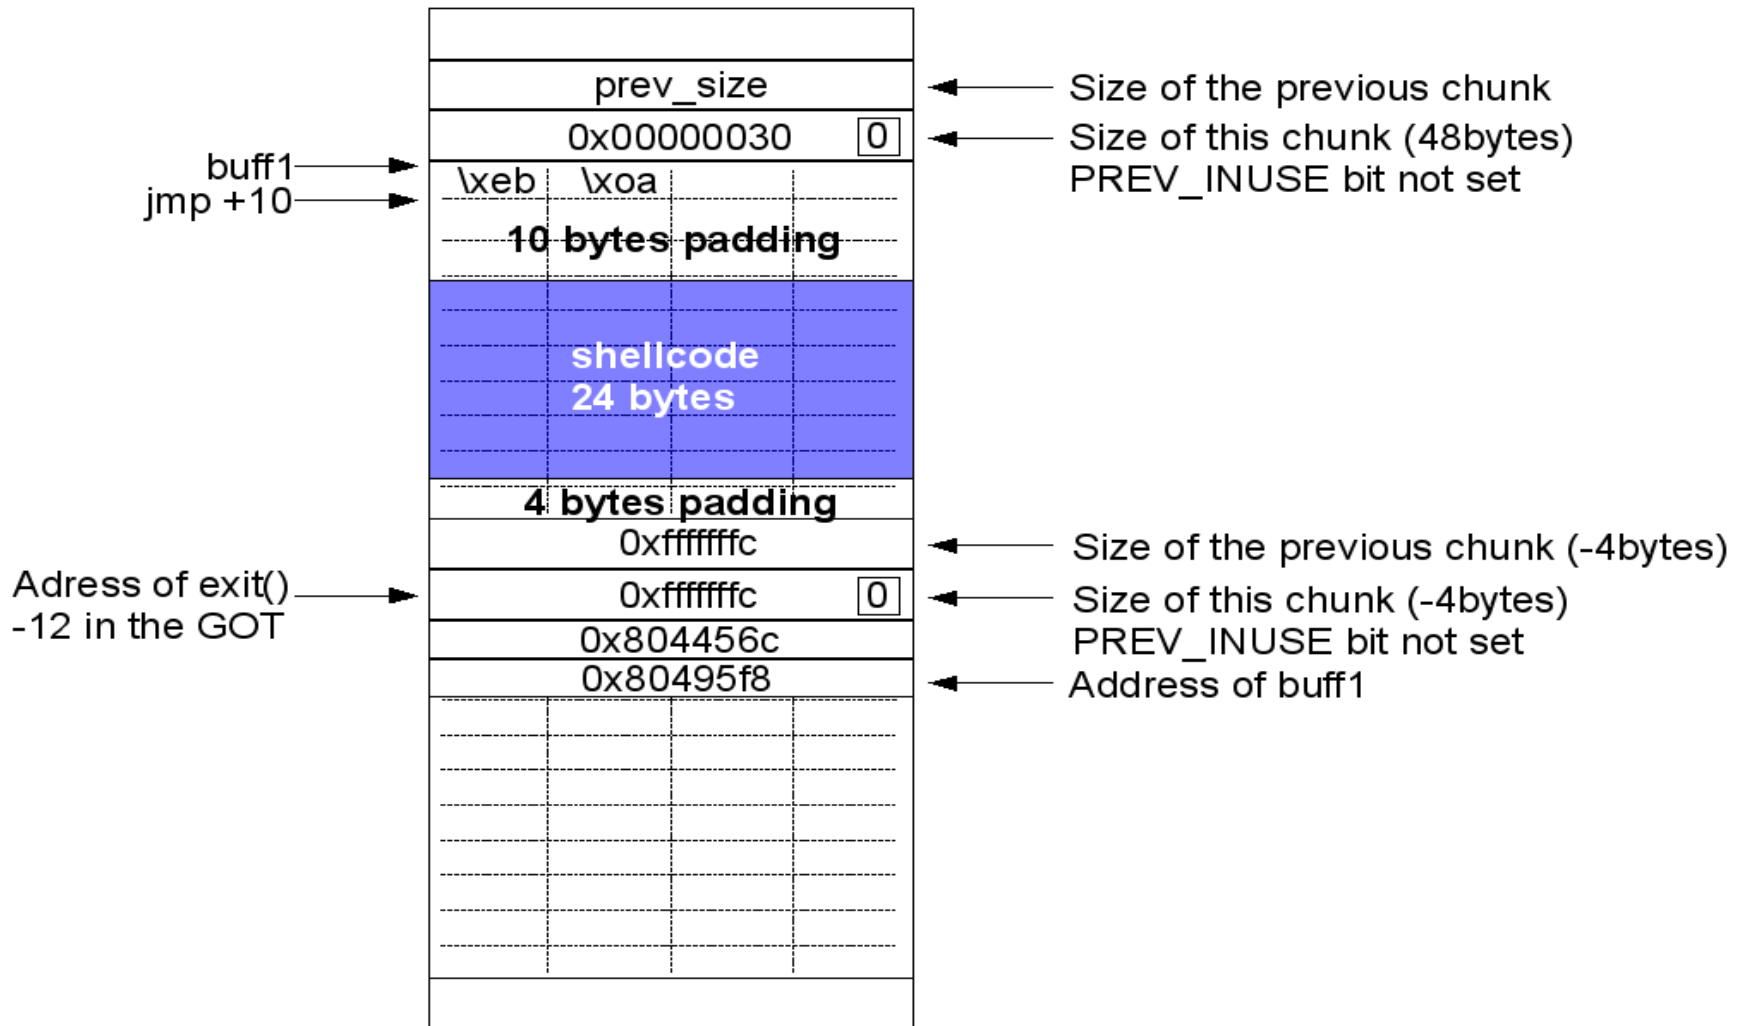 prev_size
Size of the previous chunk
0x00000030
0
Size of this chunk (48bytes)
PREV_INUSE bit not set
buff1
jmp +10
\xeb \xoa
10 bytes padding
shellcode
24 bytes
4 bytes padding
0xfffffffc
Size of the previous chunk (-4bytes)
Adress of exit()
-12 in the GOT
0xfffffffc
0
Size of this chunk (-4bytes)
PREV_INUSE bit not set
0x804456c
0x80495f8
Address of buff1